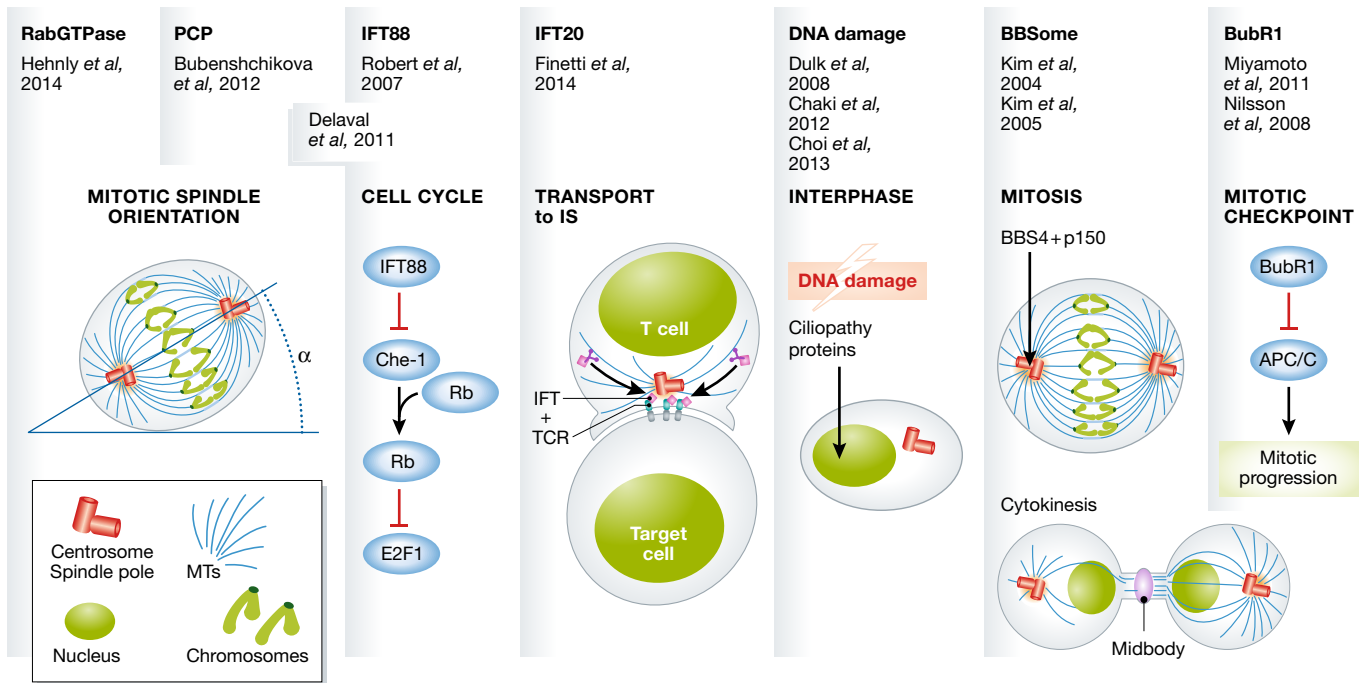 RabGTPase
Hehnly et al,
2014
PCP
Bubenshchikova
et al, 2012
Delaval
et al, 2011
IFT88
Robert et al,
2007
IFT20
Finetti et al,
2014
DNA damage
Dulk et al,
2008
Chaki et al,
2012
Choi et al,
2013
BBSome
Kim et al,
2004
Kim et al,
2005
BubR1
Miyamoto
et al, 2011
Nilsson
et al, 2008
MITOTIC SPINDLE
ORIENTATION
α
Centrosome
Spindle pole
MTs
Nucleus
Chromosomes
CELL CYCLE
IFT88
Che-1
Rb
Rb
E2F1
TRANSPORT
to IS
T cell
IFT
+
TCR
Target
cell
INTERPHASE
DNA damage
Ciliopathy
proteins
MITOSIS
BBS4+p150
Cytokinesis
Midbody
MITOTIC
CHECKPOINT
BubR1
APC/C
Mitotic
progression